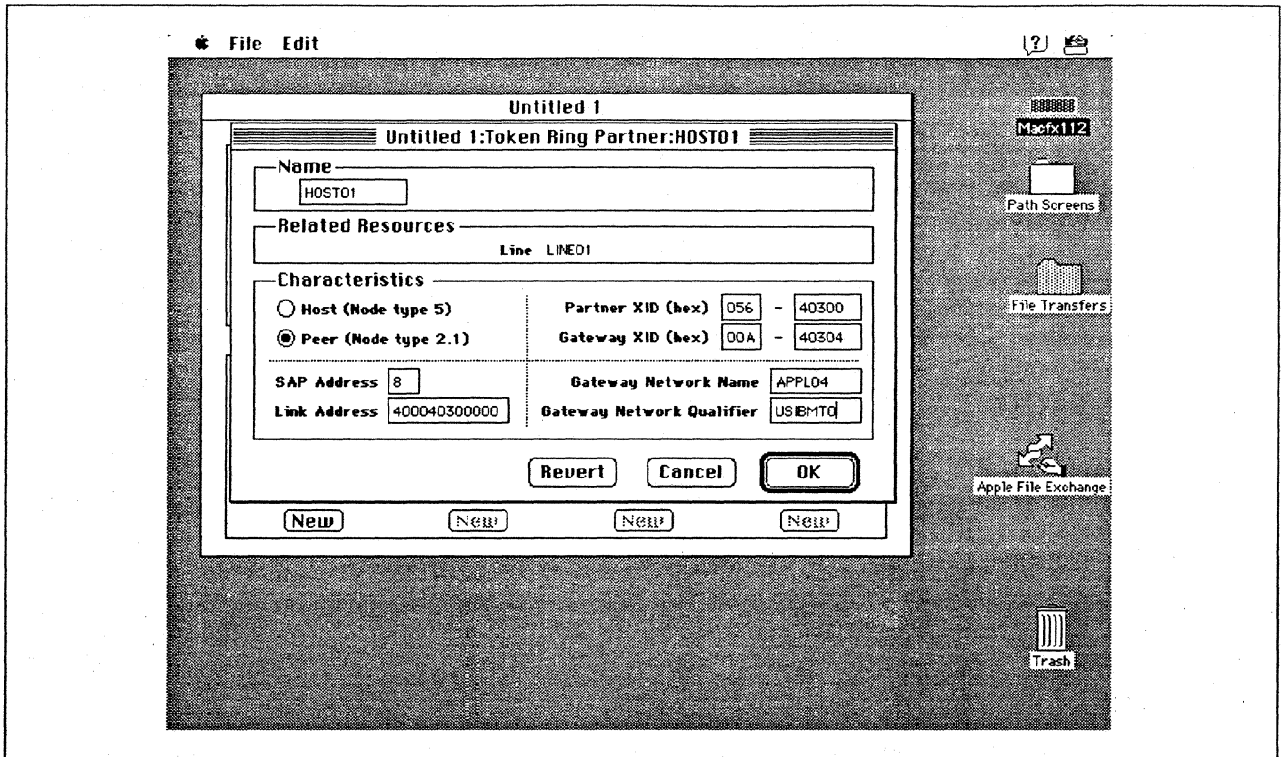 File Edit
Untitled 1
Untitled 1:Token Ring Partner:HOST01
Name
HOST01
Related Resources
Line LINE01
Characteristics
Host (Node type 5)
Peer (Node type 2.1)
Partner XID (hex) 056 - 40300
Gateway XID (hex) 00A - 40304
SAP Address 8
Link Address 400040300000
Gateway Network Name APPL04
Gateway Network Qualifier USIBMTO
Revert Cancel OK
New New New New
Macfx112
Path Screens
File Transfers
Apple File Exchange
Trash